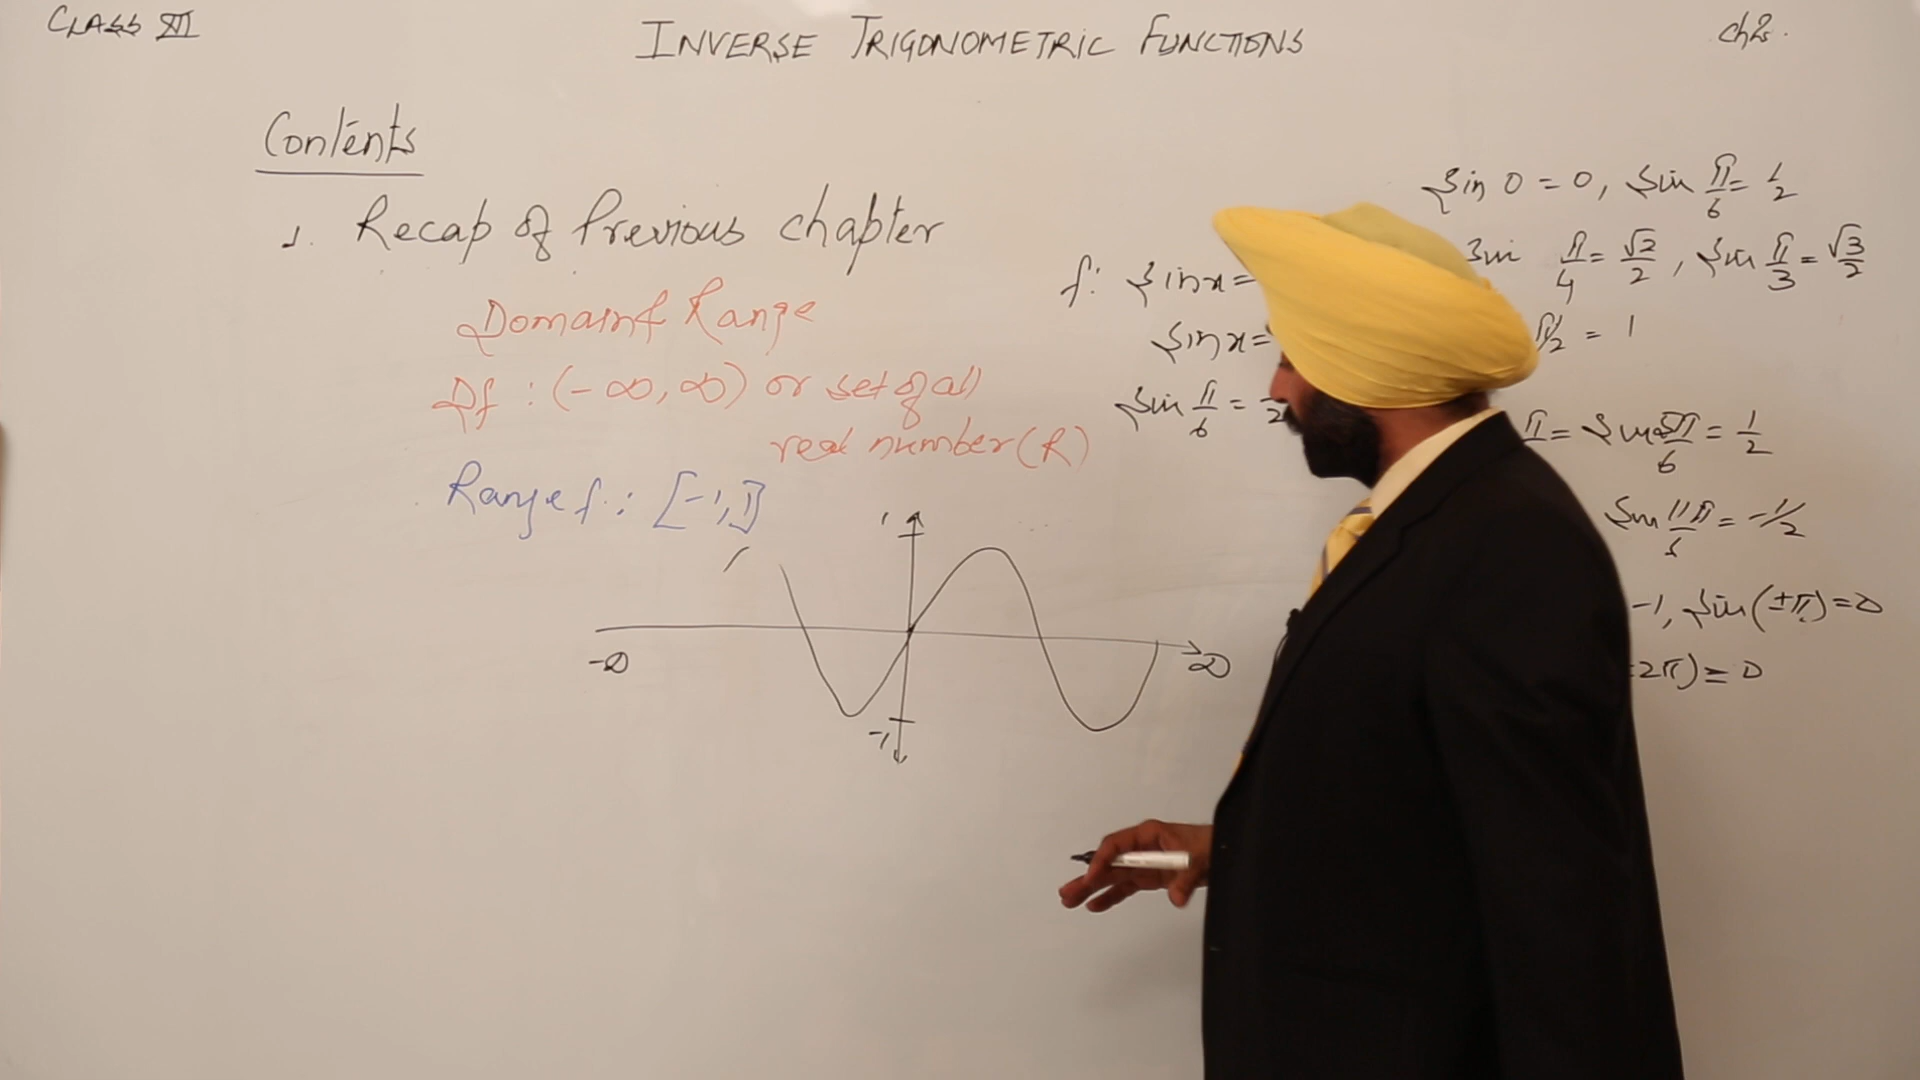 CLASS XII
INVERSE TRIGONOMETRIC FUNCTIONS
Ch 2.
Contents
1. Recap of Previous chapter
Domain & Range
Df : (-∞, ∞) or set of all
real number (R)
Range f : [-1, 1]
1
-∞
∞
-1
f: Sin x =
Sin x =
Sin π/6 =
Sin 0 = 0, Sin π/6 = 1/2
Sin π/4 = √2/2, Sin π/3 = √3/2
π/2 = 1
π = Sin 5π/6 = 1/2
Sin 11π/6 = -1/2
-1, Sin (±π) = 0
2π) = 0